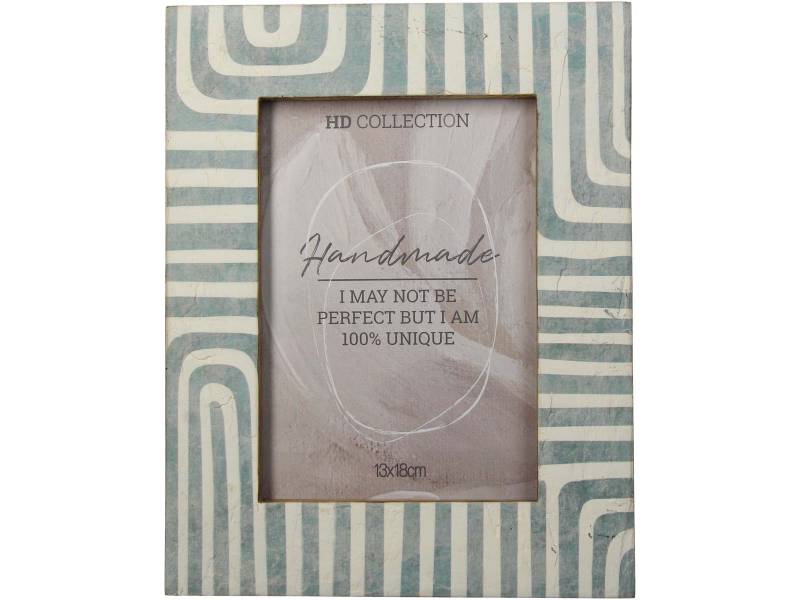 HD COLLECTION
Handmade
I MAY NOT BE
PERFECT BUT I AM
100% UNIQUE
13x18cm